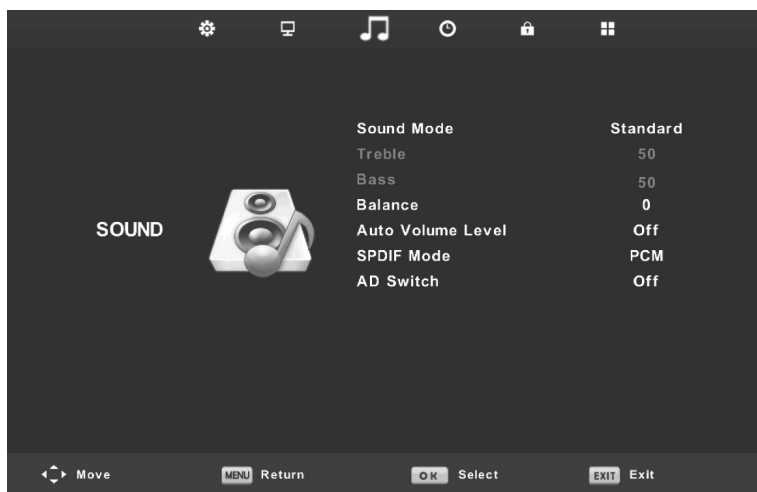 Sound Mode Standard
Treble 50
Bass 50
Balance 0
SOUND
Auto Volume Level Off
SPDIF Mode PCM
AD Switch Off
Move MENU Return OK Select EXIT Exit